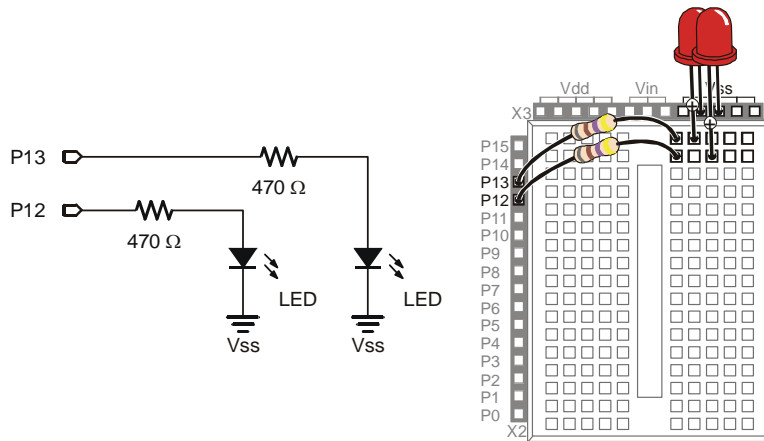 P13
470 Ω
P12
470 Ω
LED
LED
Vss
Vss
Vdd
Vin
Vss
X3
P15
P14
P13
P12
P11
P10
P9
P8
P7
P6
P5
P4
P3
P2
P1
P0
X2